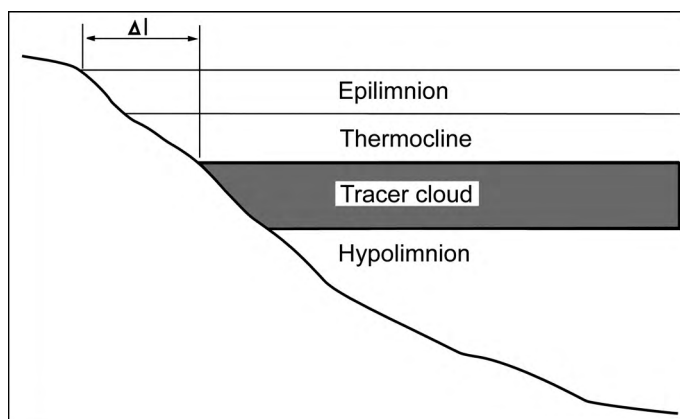 Δl
Epilimnion
Thermocline
Tracer cloud
Hypolimnion